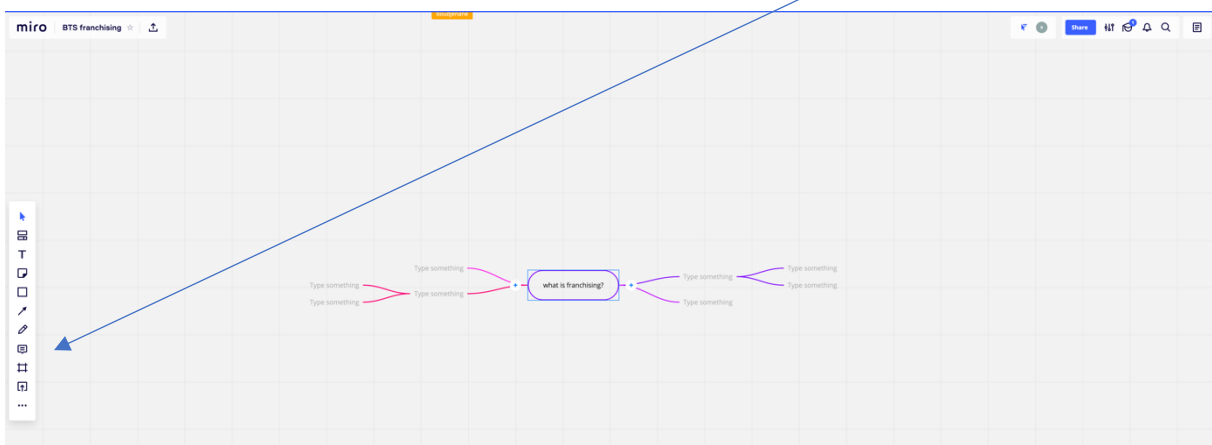 miro
BTS franchising
Share
Type something
Type something
Type something
Type something
what is franchising?
Type something
Type something
Type something
Type something